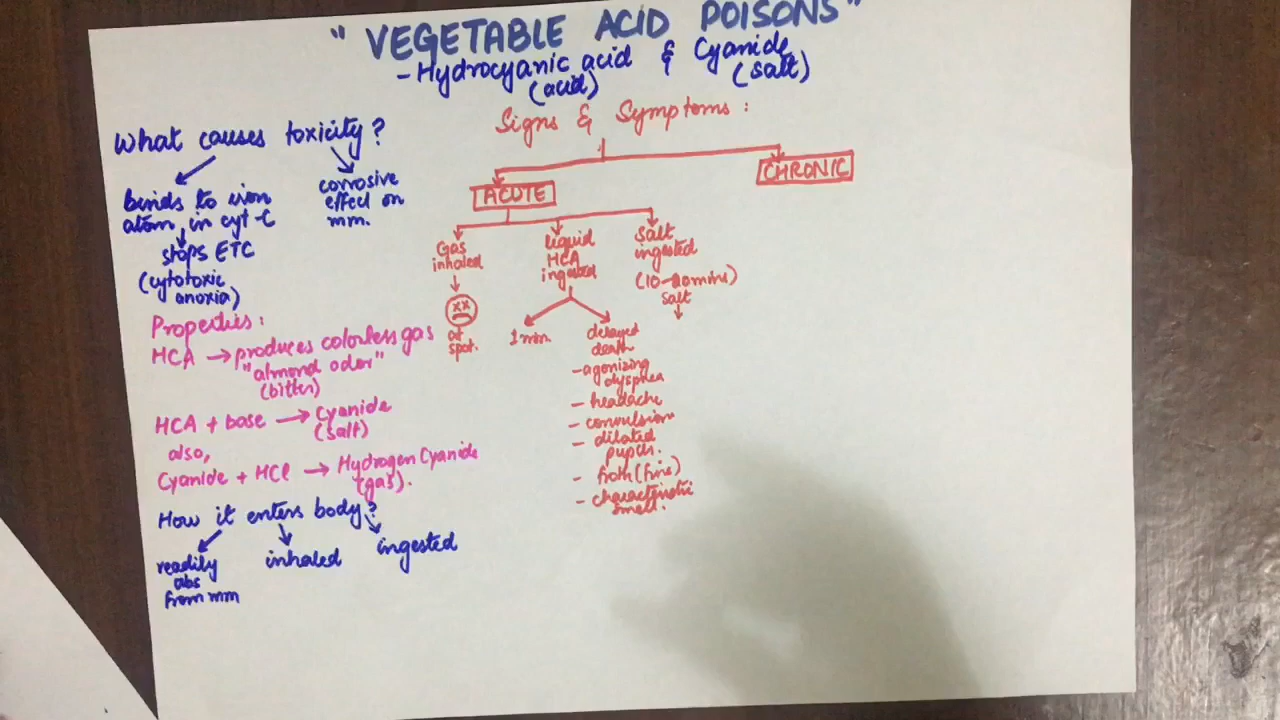 "VEGETABLE ACID POISONS"
- Hydrocyanic acid & Cyanide
(acid) (salt)
What causes toxicity?
binds to iron
atom in cyt-C
stops ETC
(cytotoxic
anoxia)
corrosive
effect on
mm.
Properties:
HCA → produces colorless gas
"almond odor"
(bitter)
HCA + base → Cyanide
(salt)
also,
Cyanide + HCl → Hydrogen Cyanide
(gas).
How it enters body?
readily
abs
from mm
inhaled
ingested
Signs & Symptoms:
ACUTE
Gas
inhaled
xx
at
spot.
liquid
HCA
ingested
1 min
delayed
death
- agonizing
dyspnea
- headache
- convulsion
- dilated
pupils.
- froth (fine)
- characteristic
smell.
Salt
ingested
(10-20mins)
salt
CHRONIC